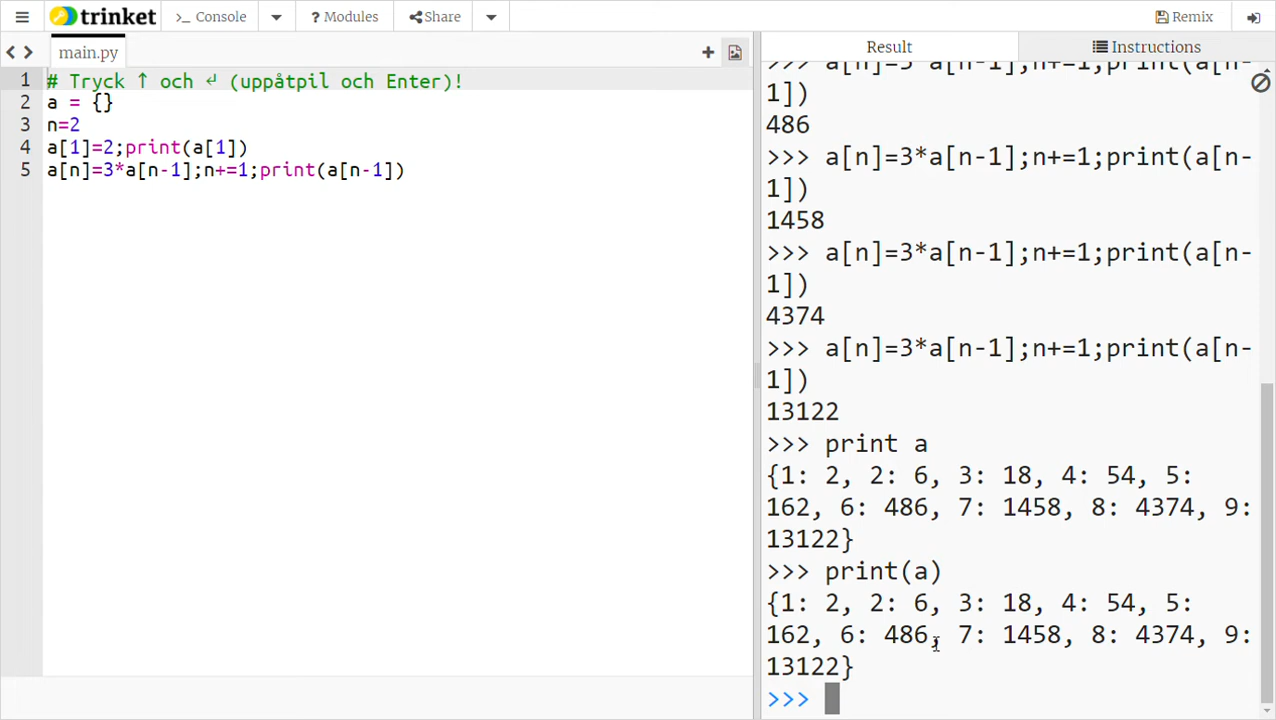 trinket
>_ Console
? Modules
Share
Remix
main.py
+
Result
Instructions
1 # Tryck ↑ och ↲ (uppåtpil och Enter)!
2 a = {}
3 n=2
4 a[1]=2;print(a[1])
5 a[n]=3*a[n-1];n+=1;print(a[n-1])
>>> a[n]=3*a[n-1];n+=1;print(a[n-
1])
486
>>> a[n]=3*a[n-1];n+=1;print(a[n-
1])
1458
>>> a[n]=3*a[n-1];n+=1;print(a[n-
1])
4374
>>> a[n]=3*a[n-1];n+=1;print(a[n-
1])
13122
>>> print a
{1: 2, 2: 6, 3: 18, 4: 54, 5:
162, 6: 486, 7: 1458, 8: 4374, 9:
13122}
>>> print(a)
{1: 2, 2: 6, 3: 18, 4: 54, 5:
162, 6: 486, 7: 1458, 8: 4374, 9:
13122}
>>>